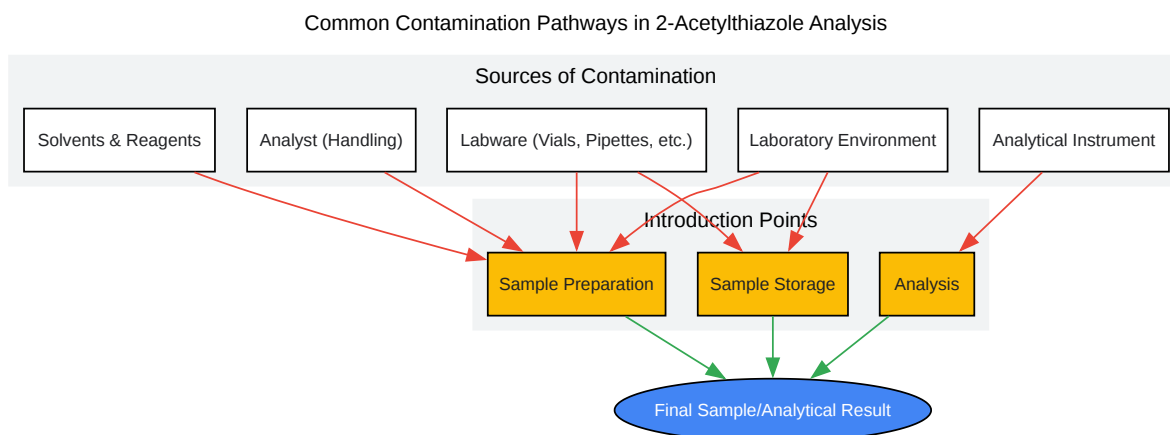 Common Contamination Pathways in 2-Acetylthiazole Analysis
Sources of Contamination
Solvents & Reagents
Analyst (Handling)
Labware (Vials, Pipettes, etc.)
Laboratory Environment
Analytical Instrument
Introduction Points
Sample Preparation
Sample Storage
Analysis
Final Sample/Analytical Result